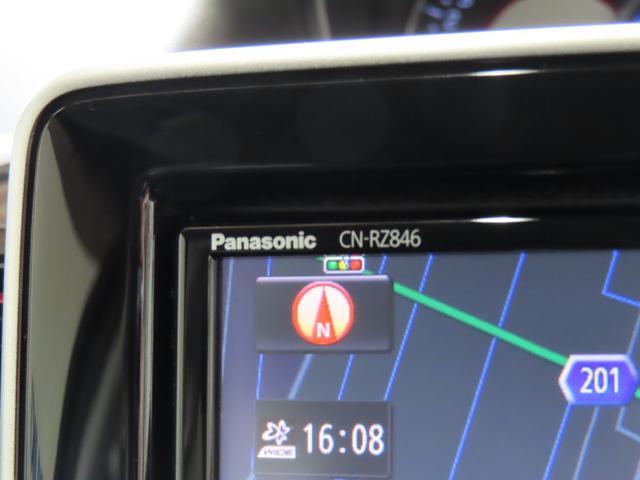 Panasonic CN-RZ846
N
201
WIDE 16:08